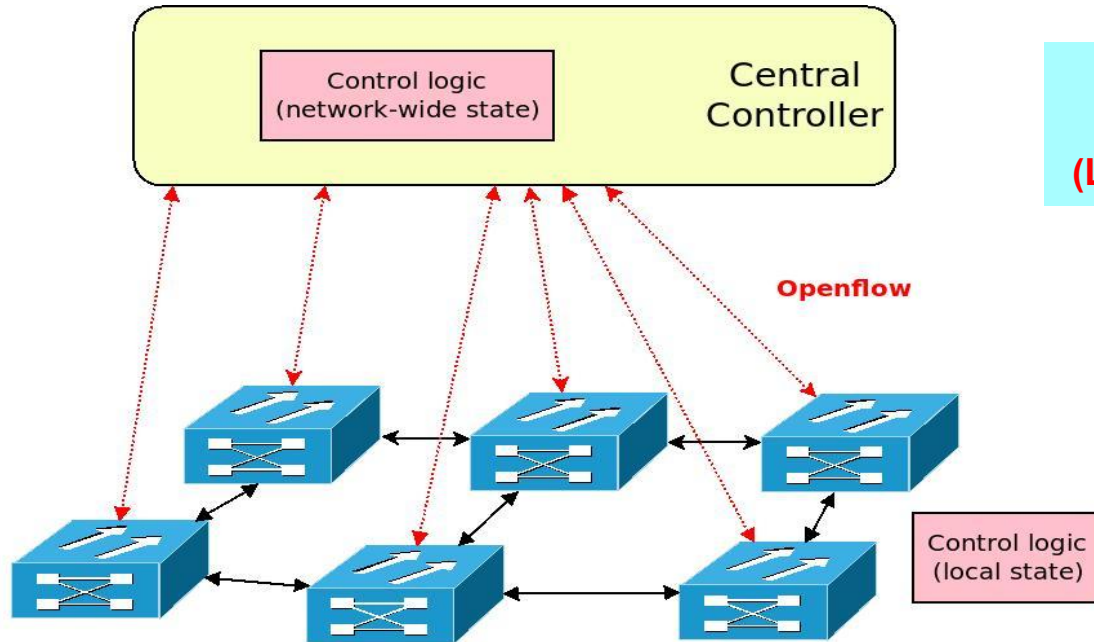 Control logic
(network-wide state)
Central
Controller
(L
Openflow
Control logic
(local state)